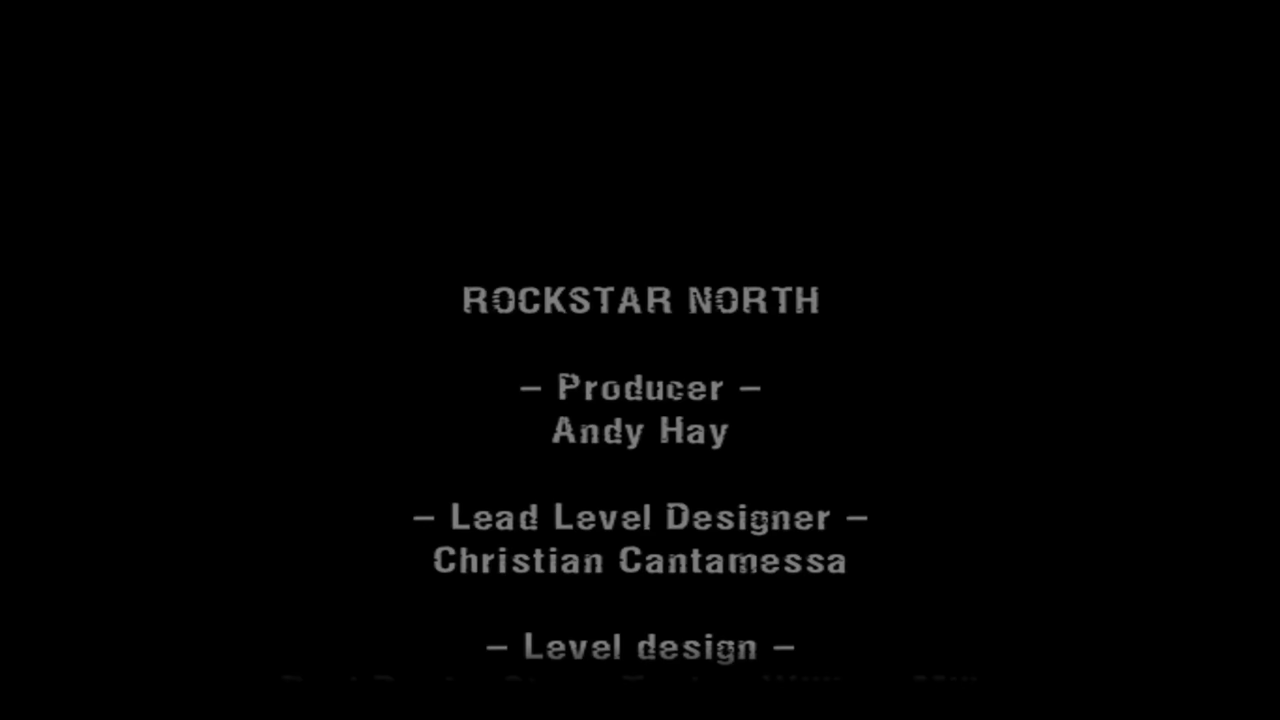 ROCKSTAR NORTH
– Producer –
Andy Hay
– Lead Level Designer –
Christian Cantamessa
– Level design –